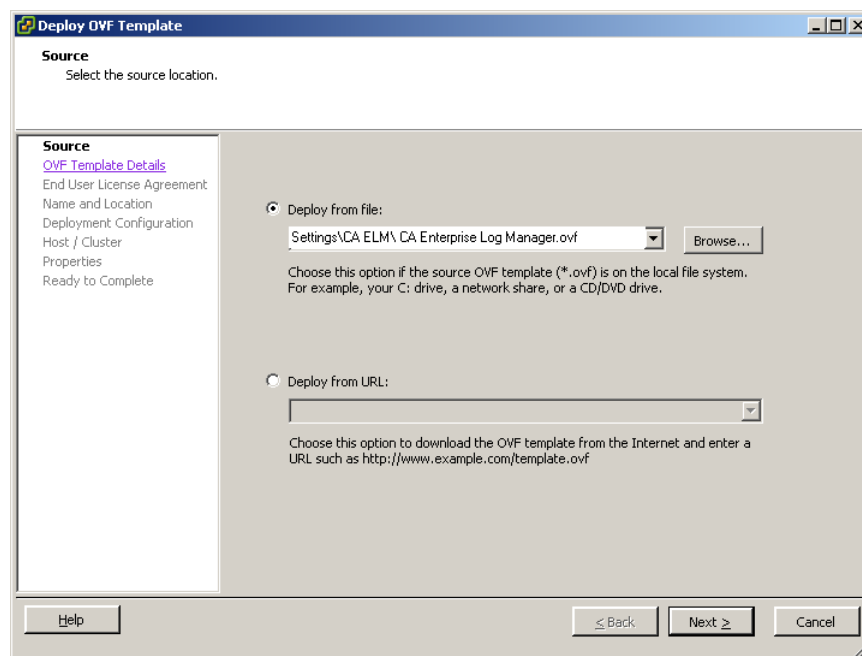 Deploy OVF Template
Source
Select the source location.
Source
OVF Template Details
End User License Agreement
Name and Location
Deployment Configuration
Host / Cluster
Properties
Ready to Complete
Deploy from file:
Settings\CA ELM\ CA Enterprise Log Manager.ovf
Browse...
Choose this option if the source OVF template (*.ovf) is on the local file system.
For example, your C: drive, a network share, or a CD/DVD drive.
Deploy from URL:
Choose this option to download the OVF template from the Internet and enter a
URL such as http://www.example.com/template.ovf
Help
< Back
Next >
Cancel